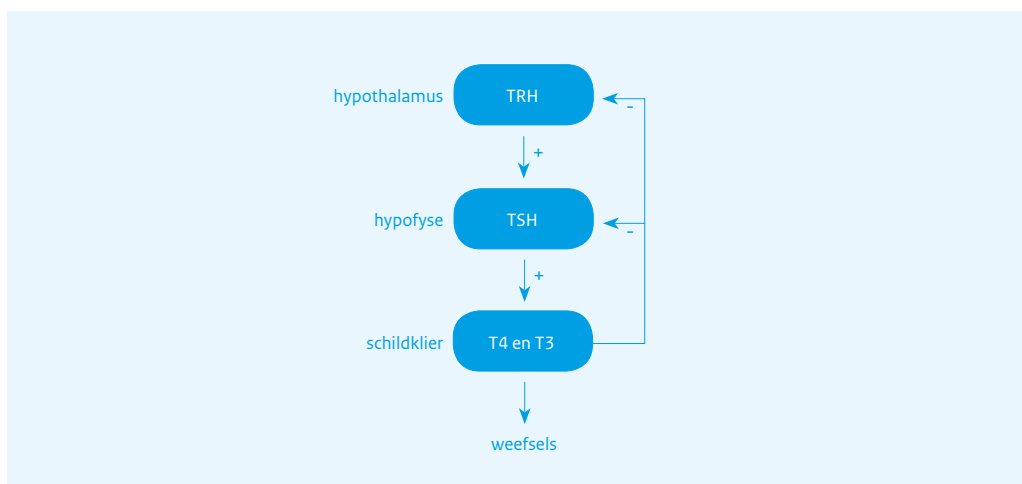 hypothalamus TRH
-
+
hypofyse TSH
-
+
schildklier T4 en T3
weefsels